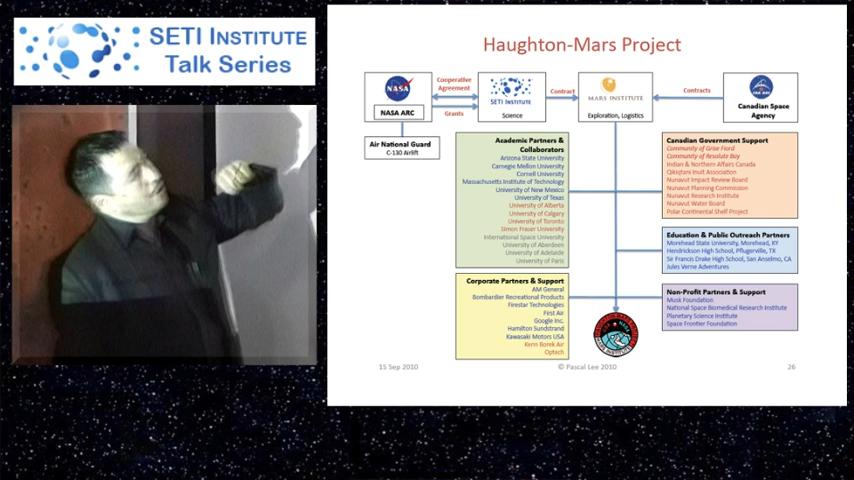 SETI INSTITUTE
Talk Series
Haughton-Mars Project
NASA
NASA ARC
Cooperative
Agreement
Grants
SETI INSTITUTE
Science
Contract
MARS INSTITUTE
Exploration, Logistics
Contracts
Canadian Space
Agency
Air National Guard
C-130 Airlift
Academic Partners &
Collaborators
Arizona State University
Carnegie Mellon University
Cornell University
Massachusetts Institute of Technology
University of New Mexico
University of Texas
University of Alberta
University of Calgary
University of Toronto
Simon Fraser University
International Space University
University of Aberdeen
University of Adelaide
University of Paris
Canadian Government Support
Community of Grise Fiord
Community of Resolute Bay
Indian & Northern Affairs Canada
Qikiqtani Inuit Association
Nunavut Impact Review Board
Nunavut Planning Commission
Nunavut Research Institute
Nunavut Water Board
Polar Continental Shelf Project
Education & Public Outreach Partners
Morehead State University, Morehead, KY
Hendrickson High School, Pflugerville, TX
Sir Francis Drake High School, San Anselmo, CA
Jules Verne Adventures
Corporate Partners & Support
AM General
Bombardier Recreational Products
Firestar Technologies
First Air
Google Inc.
Hamilton Sundstrand
Kawasaki Motors USA
Kenn Borek Air
Optech
Non-Profit Partners & Support
Musk Foundation
National Space Biomedical Research Institute
Planetary Science Institute
Space Frontier Foundation
15 Sep 2010
© Pascal Lee 2010
26